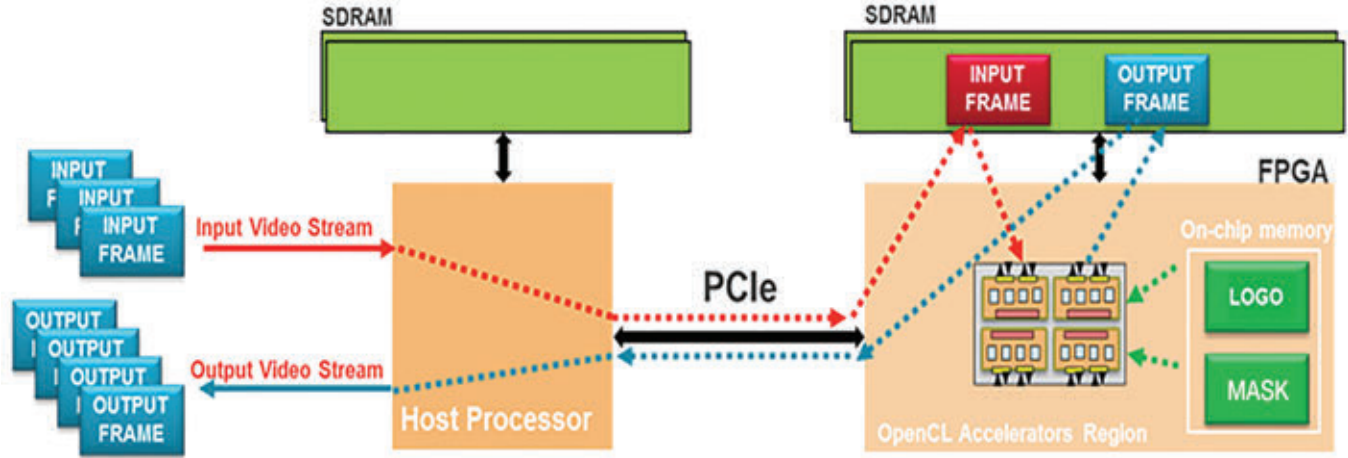 SDRAM
SDRAM
INPUT
FRAME
OUTPUT
FRAME
FPGA
INPUT
F
INPUT
F
INPUT
FRAME
Input Video Stream
On-chip memory
PCIe
LOGO
OUTPUT
OUTPUT
OUTPUT
OUTPUT
FRAME
Output Video Stream
MASK
Host Processor
OpenCL Accelerators Region